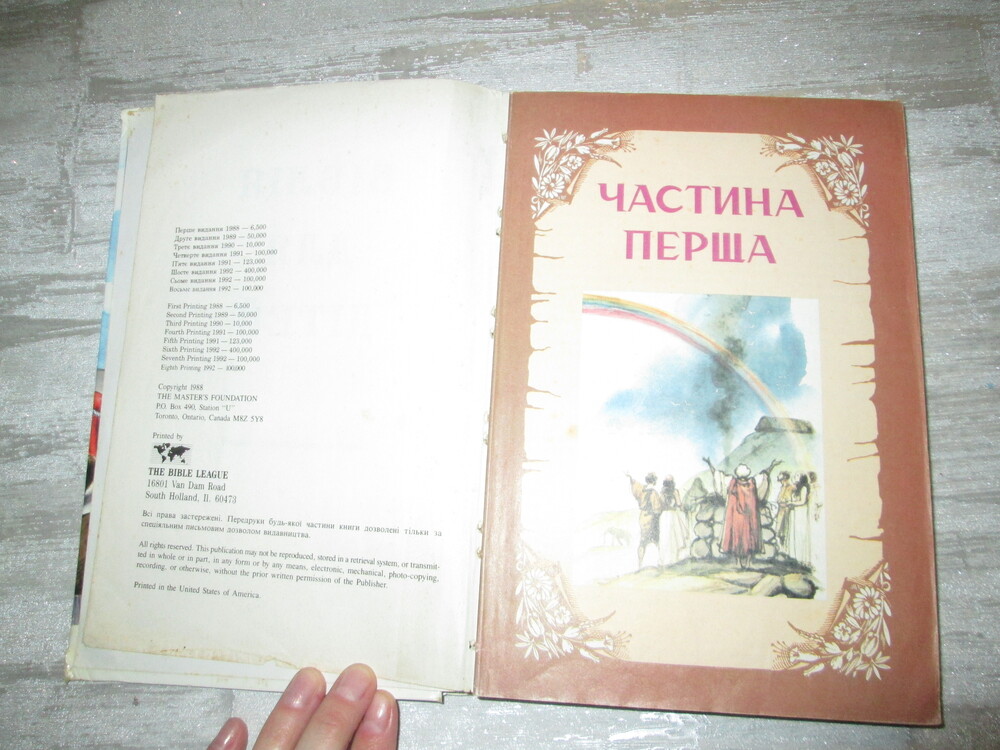 Перше видання 1988 — 6,500
Друге видання 1989 — 50,000
Третє видання 1990 — 10,000
Четверте видання 1991 — 100,000
П'яте видання 1991 — 123,000
Шосте видання 1992 — 400,000
Сьоме видання 1992 — 100,000
Восьме видання 1992 — 100,000
First Printing 1988 — 6,500
Second Printing 1989 — 50,000
Third Printing 1990 — 10,000
Fourth Printing 1991 — 100,000
Fifth Printing 1991 — 123,000
Sixth Printing 1992 — 400,000
Seventh Printing 1992 — 100,000
Eighth Printing 1992 — 100,000
Copyright 1988
THE MASTER'S FOUNDATION
P.O. Box 490, Station "U"
Toronto, Ontario, Canada M8Z 5Y8
Printed by
THE BIBLE LEAGUE
16801 Van Dam Road
South Holland, Il. 60473
Всі права застережені. Передруки будь-якої частини книги дозволені тільки за
спеціяльним письмовим дозволом видавництва.
All rights reserved. This publication may not be reproduced, stored in a retrieval system, or transmit-
ted in whole or in part, in any form or by any means, electronic, mechanical, photo-copying,
recording, or otherwise, without the prior written permission of the Publisher.
Printed in the United States of America.
ЧАСТИНА
ПЕРША